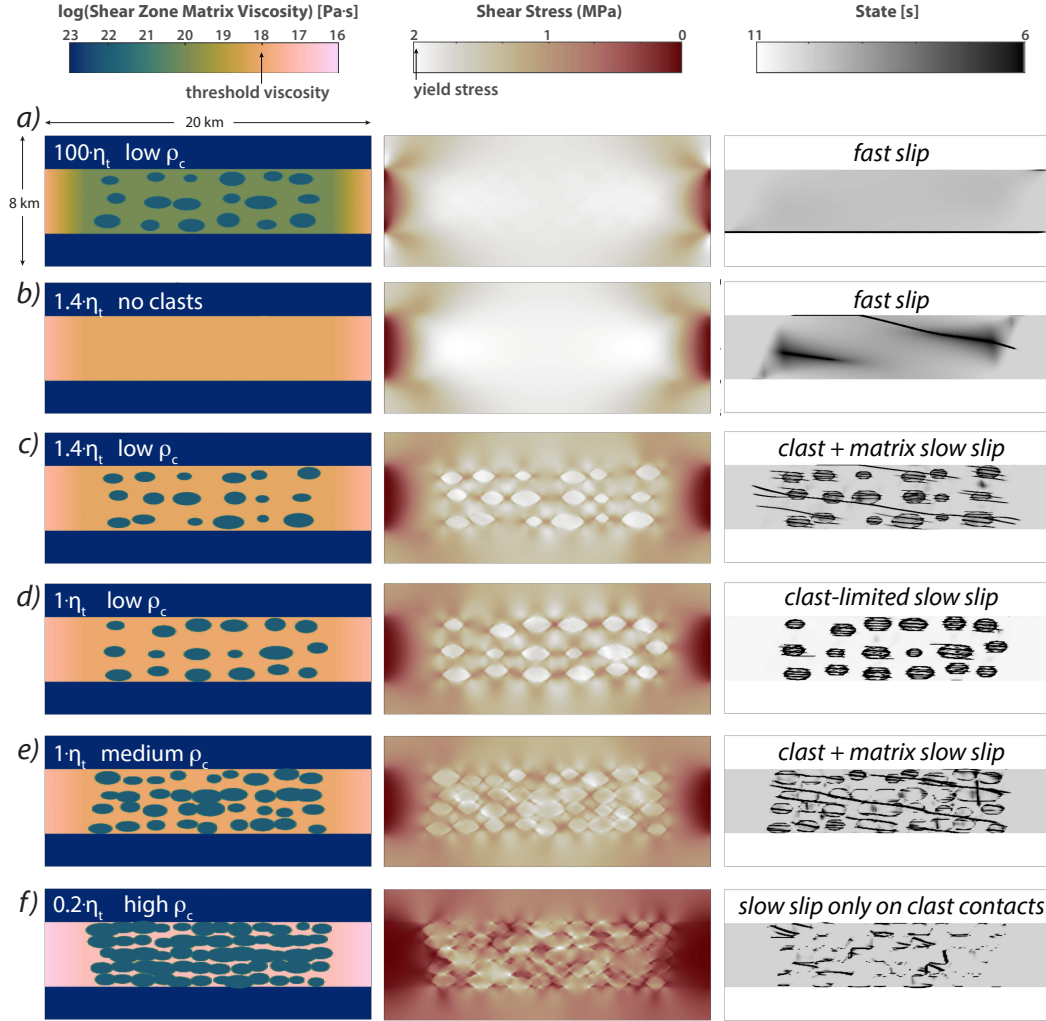 log(Shear Zone Matrix Viscosity) [Pa·s]
23 22 21 20 19 18 17 16
threshold viscosity
Shear Stress (MPa)
2 1 0
yield stress
State [s]
11 6
20 km
8 km
a)
100·ηt low ρc
fast slip
b)
1.4·ηt no clasts
fast slip
c)
1.4·ηt low ρc
clast + matrix slow slip
d)
1·ηt low ρc
clast-limited slow slip
e)
1·ηt medium ρc
clast + matrix slow slip
f)
0.2·ηt high ρc
slow slip only on clast contacts